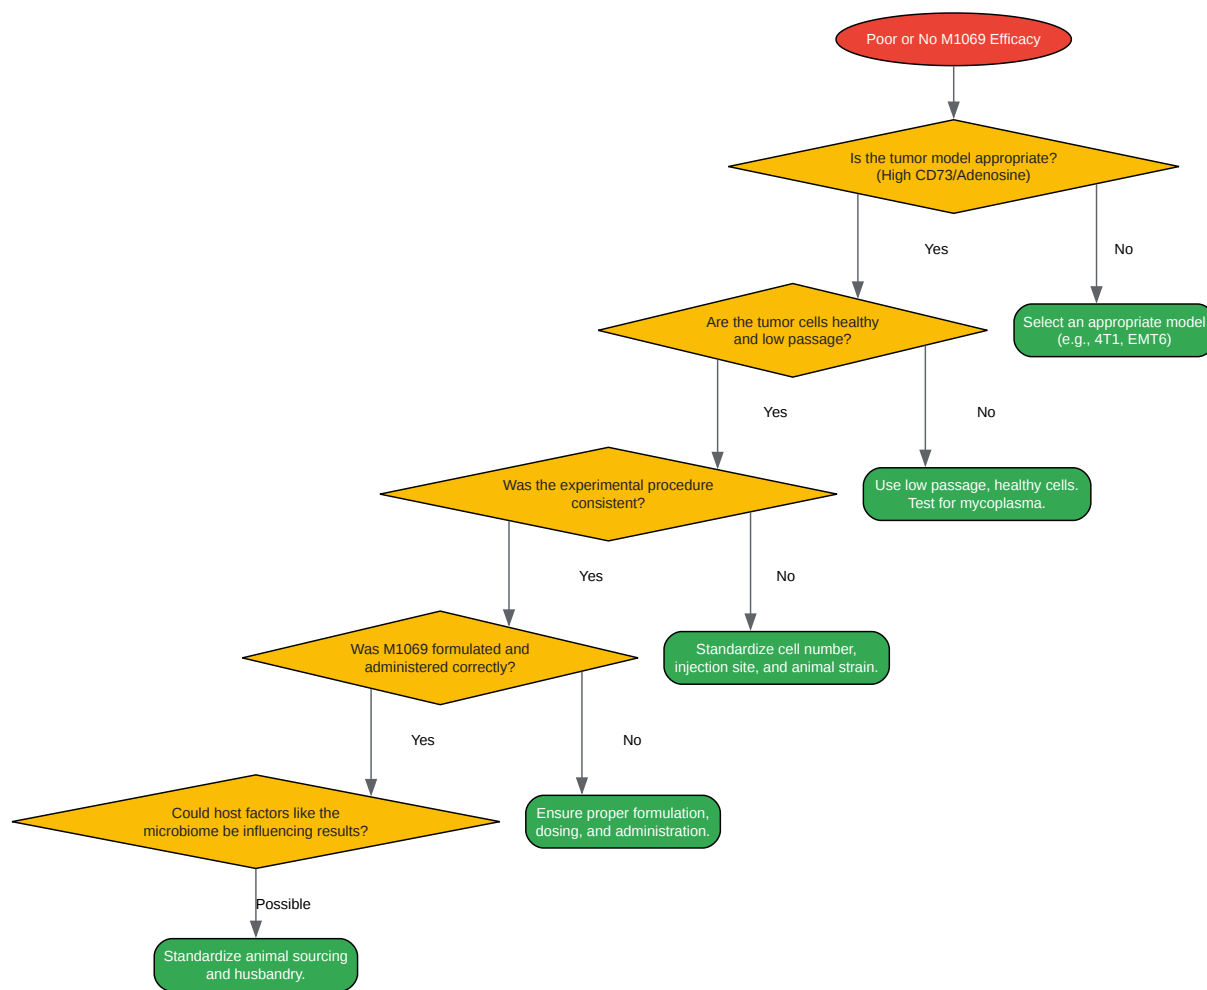 Poor or No M1069 Efficacy
Is the tumor model appropriate?
(High CD73/Adenosine)
Yes
No
Select an appropriate model
(e.g., 4T1, EMT6)
Are the tumor cells healthy
and low passage?
Yes
No
Use low passage, healthy cells.
Test for mycoplasma.
Was the experimental procedure
consistent?
Yes
No
Standardize cell number,
injection site, and animal strain.
Was M1069 formulated and
administered correctly?
Yes
No
Ensure proper formulation,
dosing, and administration.
Could host factors like the
microbiome be influencing results?
Possible
Standardize animal sourcing
and husbandry.